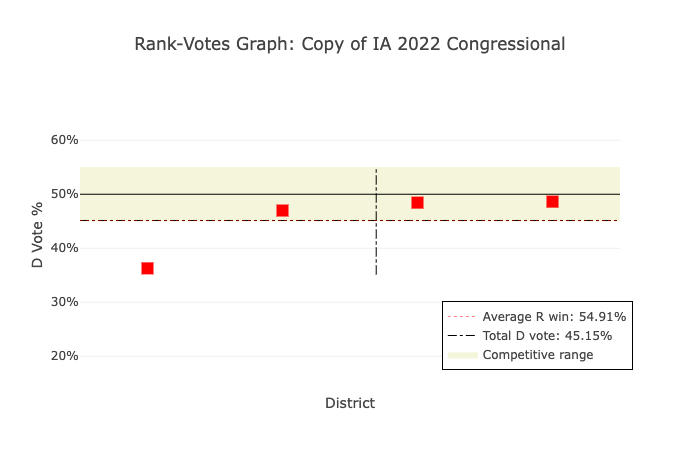 Rank-Votes Graph: Copy of IA 2022 Congressional
60%
50%
40%
30%
20%
D Vote %
District
Average R win: 54.91%
Total D vote: 45.15%
Competitive range